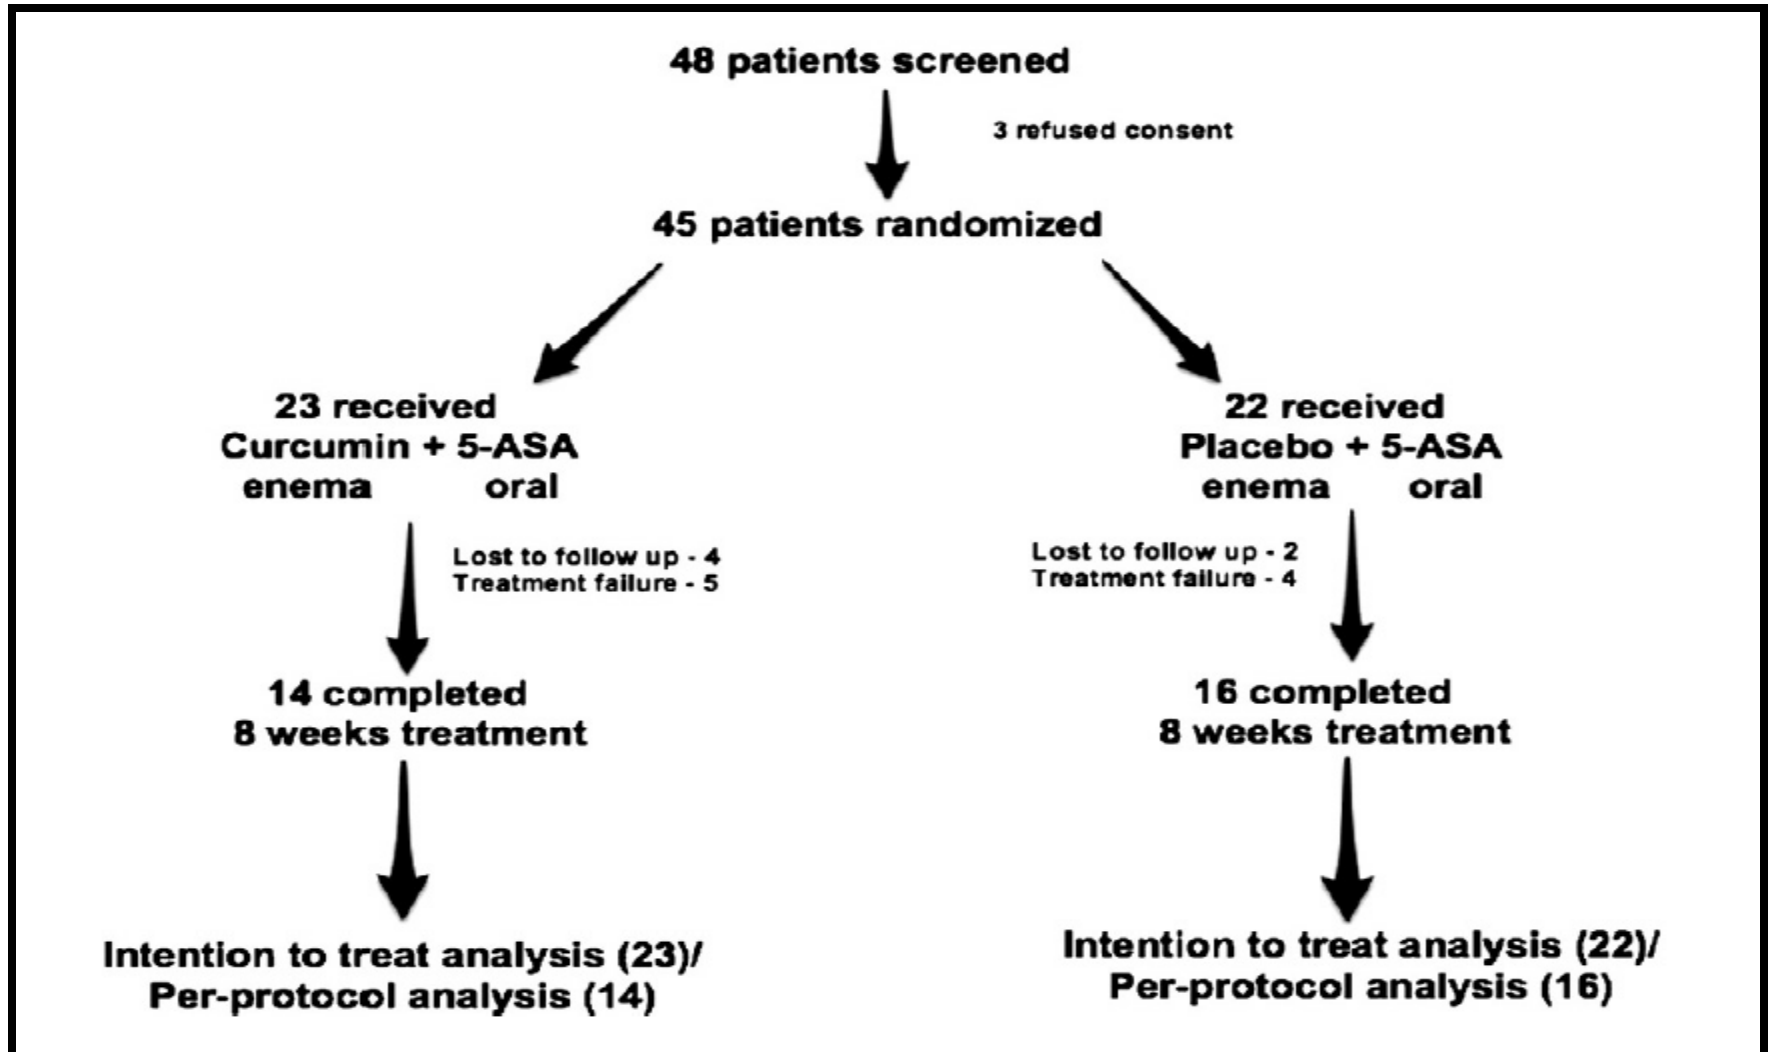 48 patients screened
3 refused consent
45 patients randomized
23 received
Curcumin + 5-ASA
enema oral
Lost to follow up - 4
Treatment failure - 5
14 completed
8 weeks treatment
Intention to treat analysis (23)/
Per-protocol analysis (14)
22 received
Placebo + 5-ASA
enema oral
Lost to follow up - 2
Treatment failure - 4
16 completed
8 weeks treatment
Intention to treat analysis (22)/
Per-protocol analysis (16)